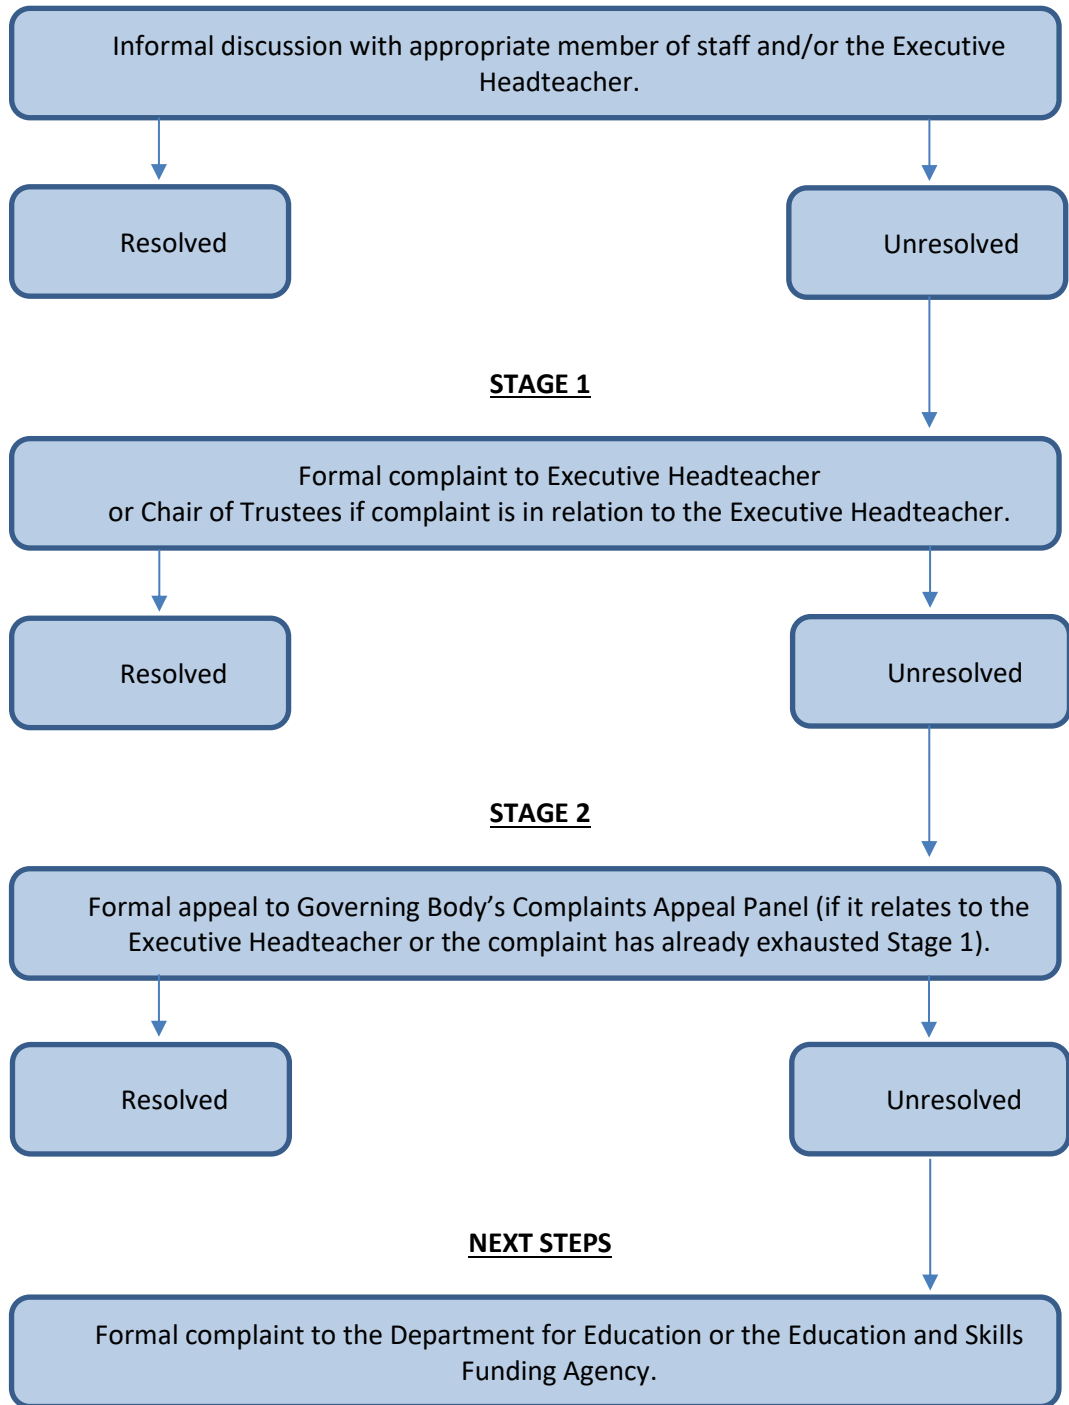 Informal discussion with appropriate member of staff and/or the Executive
Headteacher.
Resolved
Unresolved
STAGE 1
Formal complaint to Executive Headteacher
or Chair of Trustees if complaint is in relation to the Executive Headteacher.
Resolved
Unresolved
STAGE 2
Formal appeal to Governing Body’s Complaints Appeal Panel (if it relates to the
Executive Headteacher or the complaint has already exhausted Stage 1).
Resolved
Unresolved
NEXT STEPS
Formal complaint to the Department for Education or the Education and Skills
Funding Agency.